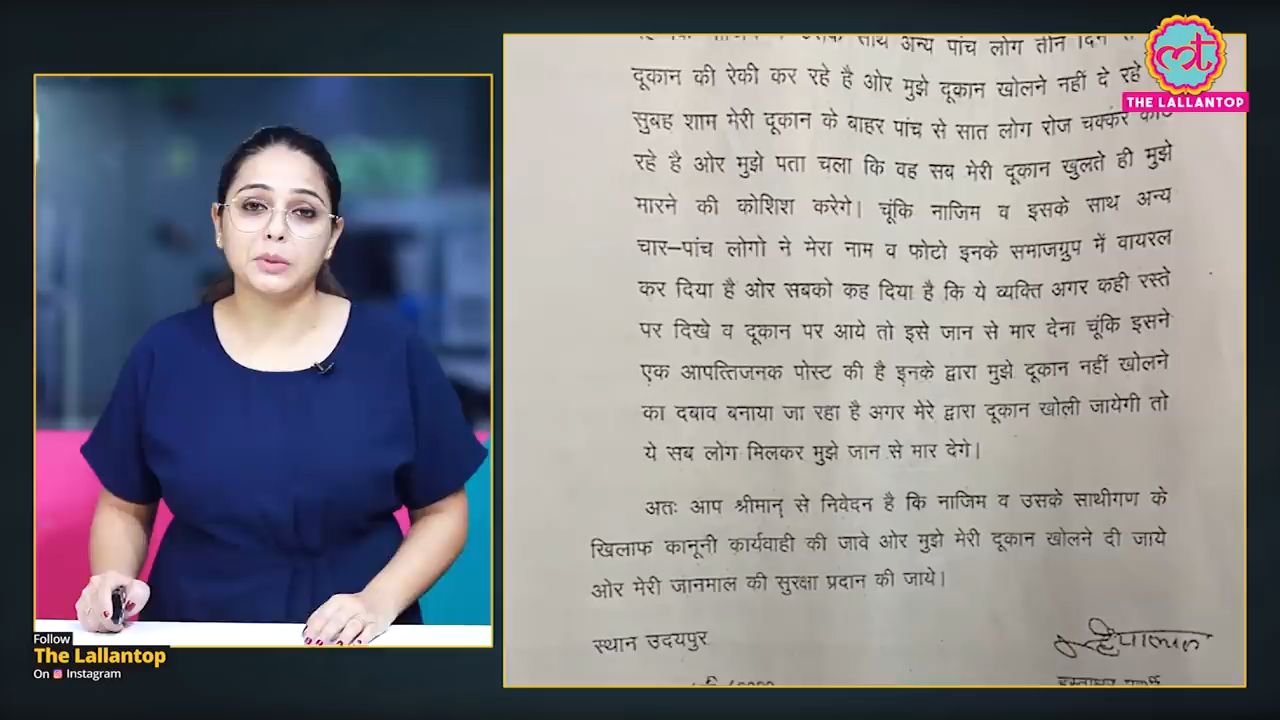 साथ अन्य पांच लोग तीन दिन
दूकान की रेकी कर रहे है ओर मुझे दूकान खोलने नहीं दे रहे
सुबह शाम मेरी दूकान के बाहर पांच से सात लोग रोज चक्कर काट
रहे है ओर मुझे पता चला कि वह सब मेरी दूकान खुलते ही मुझे
मारने की कोशिश करेगे। चूंकि नाजिम व इसके साथ अन्य
चार–पांच लोगो ने मेरा नाम व फोटो इनके समाजग्रुप में वायरल
कर दिया है ओर सबको कह दिया है कि ये व्यक्ति अगर कही रस्ते
पर दिखे व दूकान पर आये तो इसे जान से मार देना चूंकि इसने
एक आपत्तिजनक पोस्ट की है इनके द्वारा मुझे दूकान नहीं खोलने
का दबाव बनाया जा रहा है अगर मेरे द्वारा दूकान खोली जायेगी तो
ये सब लोग मिलकर मुझे जान से मार देगे।
अतः आप श्रीमान् से निवेदन है कि नाजिम व उसके साथीगण के
खिलाफ कानूनी कार्यवाही की जावे ओर मुझे मेरी दूकान खोलने दी जाये
ओर मेरी जानमाल की सुरक्षा प्रदान की जाये।
स्थान उदयपुर
THE LALLANTOP
Follow
The Lallantop
On Instagram